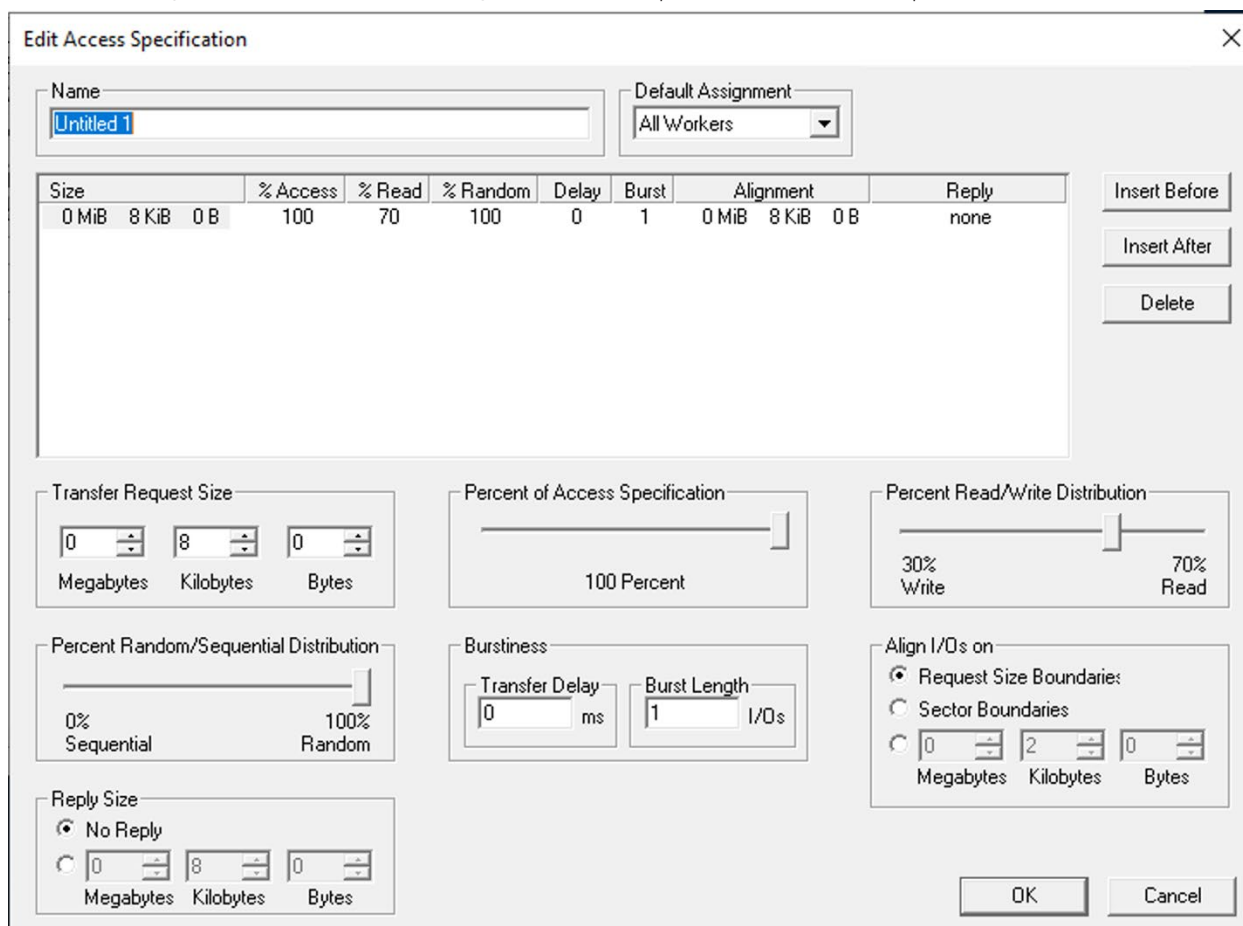 Edit Access Specification
Name
Untitled 1
Default Assignment
All Workers
Size % Access % Read % Random Delay Burst Alignment Reply
0 MiB 8 KiB 0 B 100 70 100 0 1 0 MiB 8 KiB 0 B none
Insert Before
Insert After
Delete
Transfer Request Size
0 8 0
Megabytes Kilobytes Bytes
Percent of Access Specification
100 Percent
Percent Read/Write Distribution
30% 70%
Write Read
Percent Random/Sequential Distribution
0% 100%
Sequential Random
Burstiness
Transfer Delay
0 ms
Burst Length
1 I/Os
Align I/Os on
Request Size Boundaries
Sector Boundaries
0 2 0
Megabytes Kilobytes Bytes
Reply Size
No Reply
0 8 0
Megabytes Kilobytes Bytes
OK Cancel